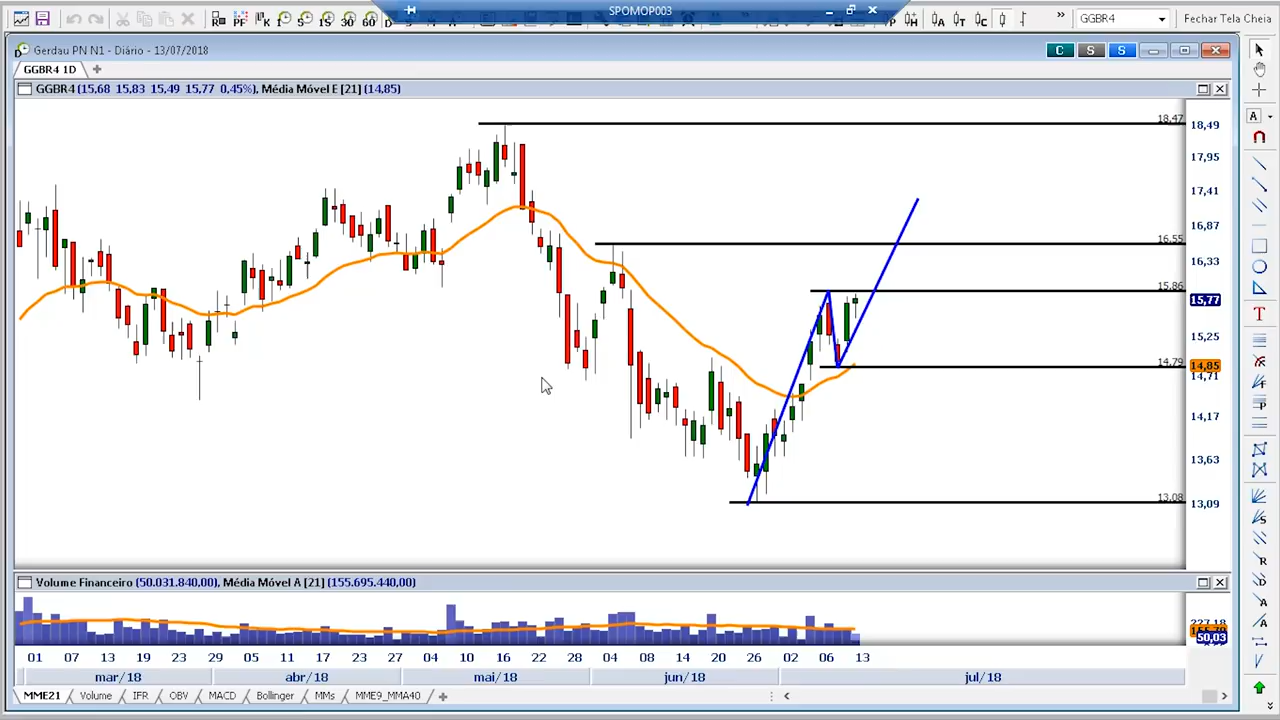 SPOMOP003
GGBR4
Fechar Tela Cheia
Gerdau PN N1 - Diário - 13/07/2018
C S S
GGBR4 1D
GGBR4 (15,68 15,83 15,49 15,77 0,45%), Média Móvel E [21] (14,85)
18,47
18,49
17,95
17,41
16,87
16,55
16,33
15,86
15,77
15,25
14,79
14,85
14,71
14,17
13,63
13,08
13,09
Volume Financeiro (50.031.840,00), Média Móvel A [21] (155.695.440,00)
227,18
50,03
01 07 13 19 23 29 05 11 17 23 27 04 10 16 22 28 04 08 14 20 26 02 06 13
mar/18 abr/18 mai/18 jun/18 jul/18
MME21 Volume IFR OBV MACD Bollinger MMs MME9_MMA40